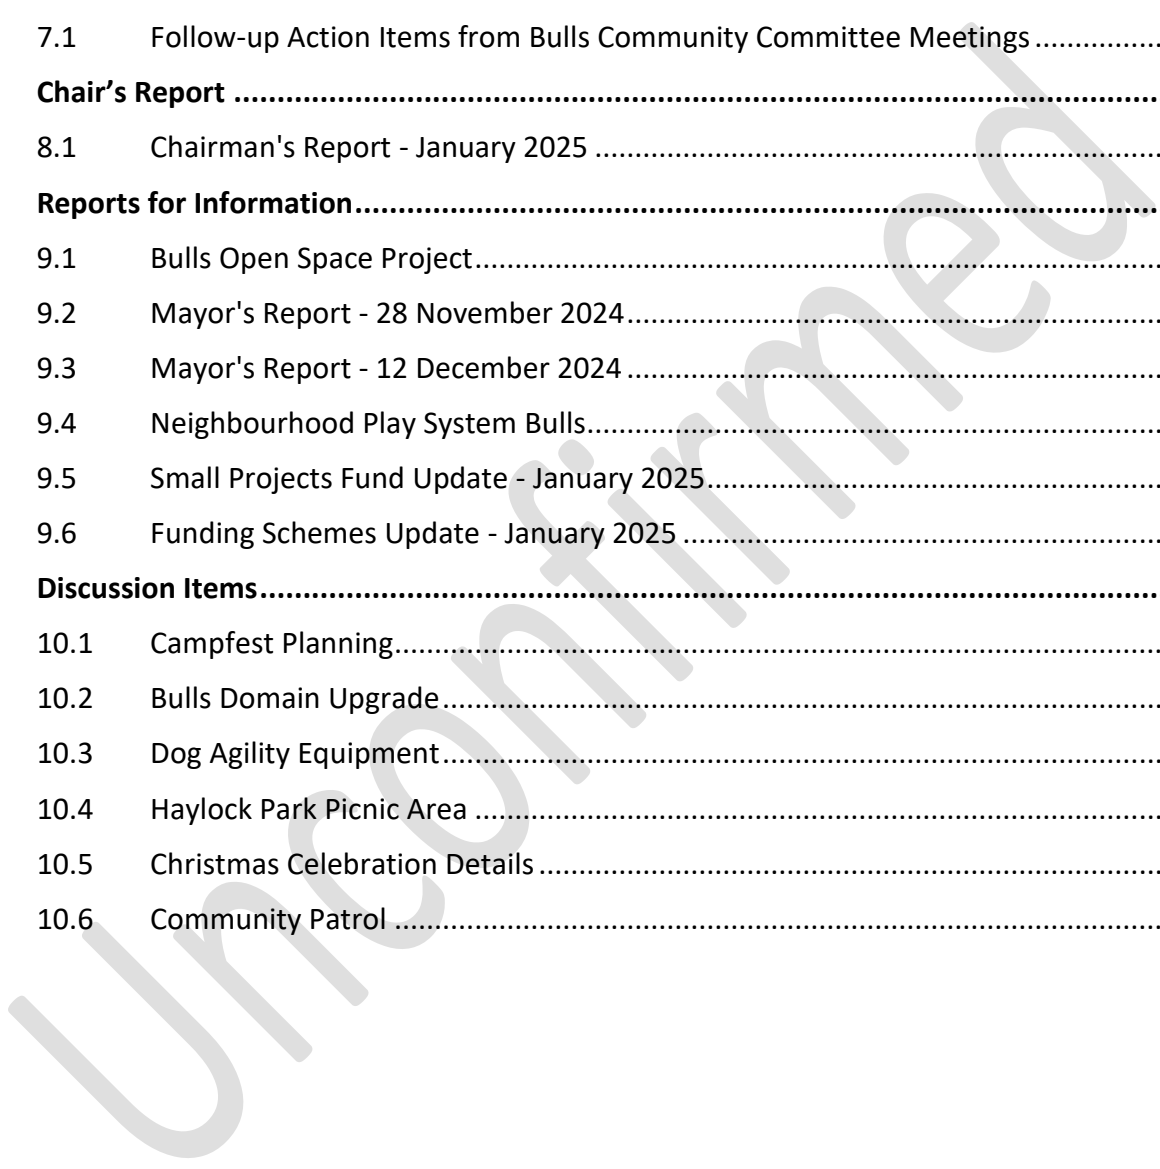 7.1 Follow-up Action Items from Bulls Community Committee Meetings ..............
Chair's Report ..............................................................................................................
8.1 Chairman's Report - January 2025 ..................................................................
Reports for Information ..............................................................................................
9.1 Bulls Open Space Project ..................................................................................
9.2 Mayor's Report - 28 November 2024 ..............................................................
9.3 Mayor's Report - 12 December 2024 ..............................................................
9.4 Neighbourhood Play System Bulls ....................................................................
9.5 Small Projects Fund Update - January 2025 ....................................................
9.6 Funding Schemes Update - January 2025 ........................................................
Discussion Items ..........................................................................................................
10.1 Campfest Planning ............................................................................................
10.2 Bulls Domain Upgrade ......................................................................................
10.3 Dog Agility Equipment ......................................................................................
10.4 Haylock Park Picnic Area ..................................................................................
10.5 Christmas Celebration Details ..........................................................................
10.6 Community Patrol ............................................................................................
Unconfirmed